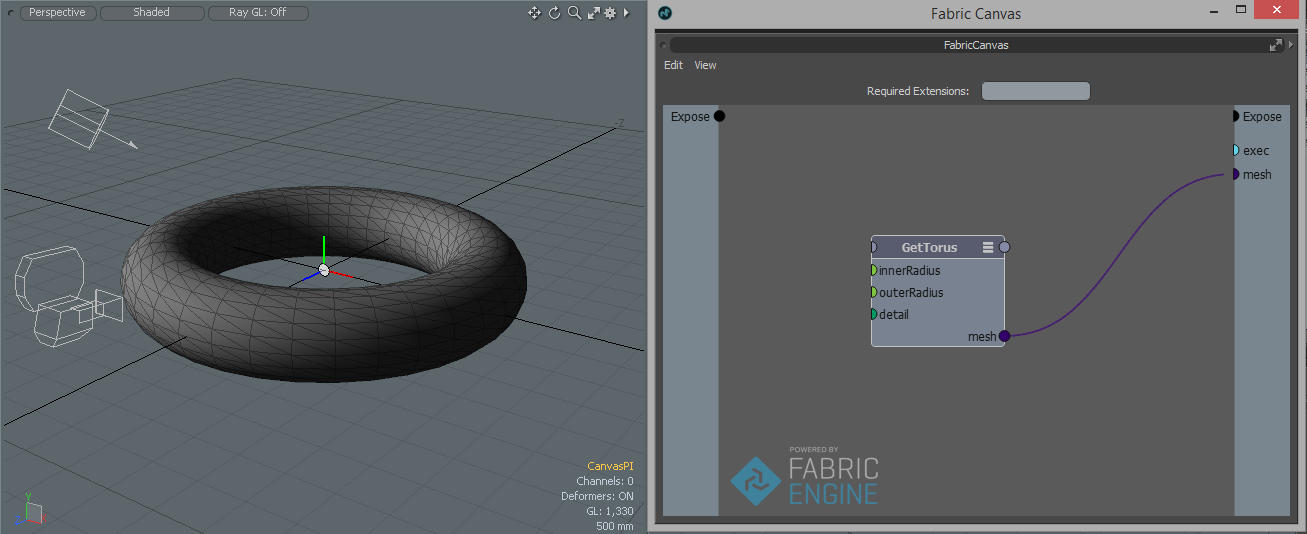 Perspective
Shaded
Ray GL: Off
-Z
CanvasPI
Channels: 0
Deformers: ON
GL: 1,330
500 mm
Y
Fabric Canvas
FabricCanvas
Edit View
Required Extensions:
Expose
Expose
exec
mesh
GetTorus
innerRadius
outerRadius
detail
mesh
POWERED BY
FABRIC
ENGINE